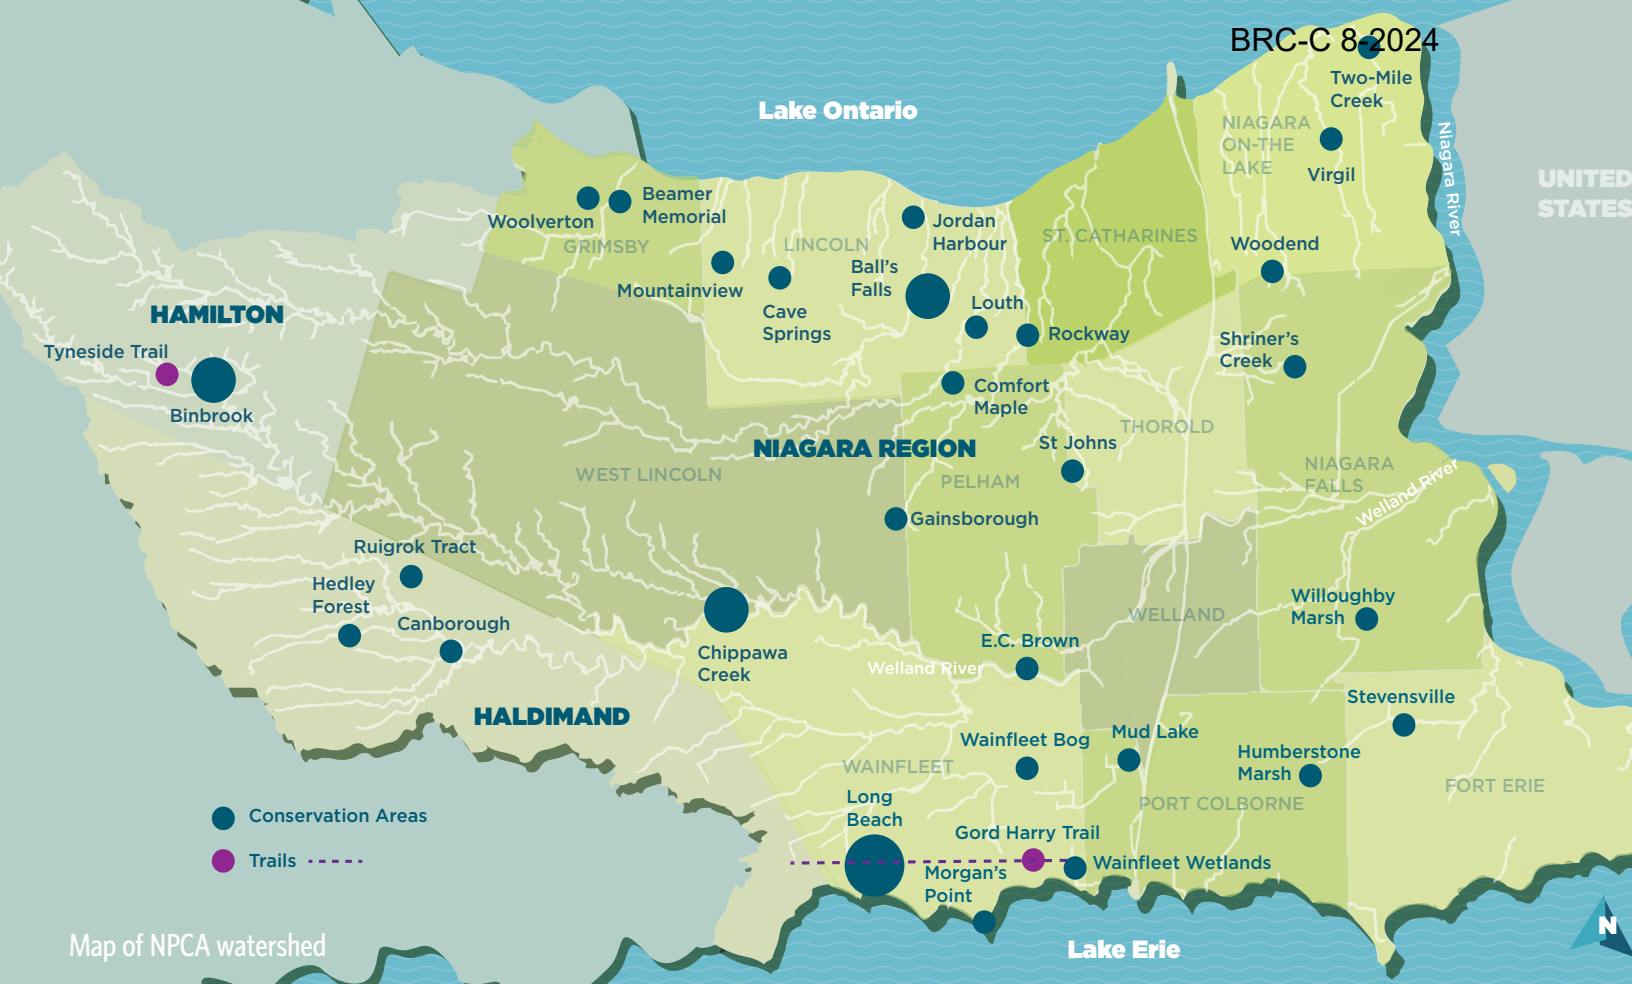 BRC-C 8-2024
Two-Mile
Creek
Lake Ontario
NIAGARA
ON-THE
LAKE
Niagara River
Virgil
UNITED
STATES
Beamer
Memorial
Woolverton
GRIMSBY
LINCOLN
Jordan
Harbour
ST. CATHARINES
Woodend
Mountainview
Ball's
Falls
Cave
Springs
Louth
Rockway
HAMILTON
Tyneside Trail
Binbrook
Shriner's
Creek
Comfort
Maple
THOROLD
NIAGARA REGION
St Johns
WEST LINCOLN
PELHAM
NIAGARA
FALLS
Welland River
Gainsborough
Ruigrok Tract
Hedley
Forest
Canborough
Willoughby
Marsh
WELLAND
E.C. Brown
Chippawa
Creek
Welland River
HALDIMAND
Stevensville
Wainfleet Bog
Mud Lake
Humberstone
Marsh
WAINFLEET
PORT COLBORNE
FORT ERIE
Long
Beach
Conservation Areas
Gord Harry Trail
Trails
Wainfleet Wetlands
Morgan's
Point
Map of NPCA watershed
Lake Erie
N